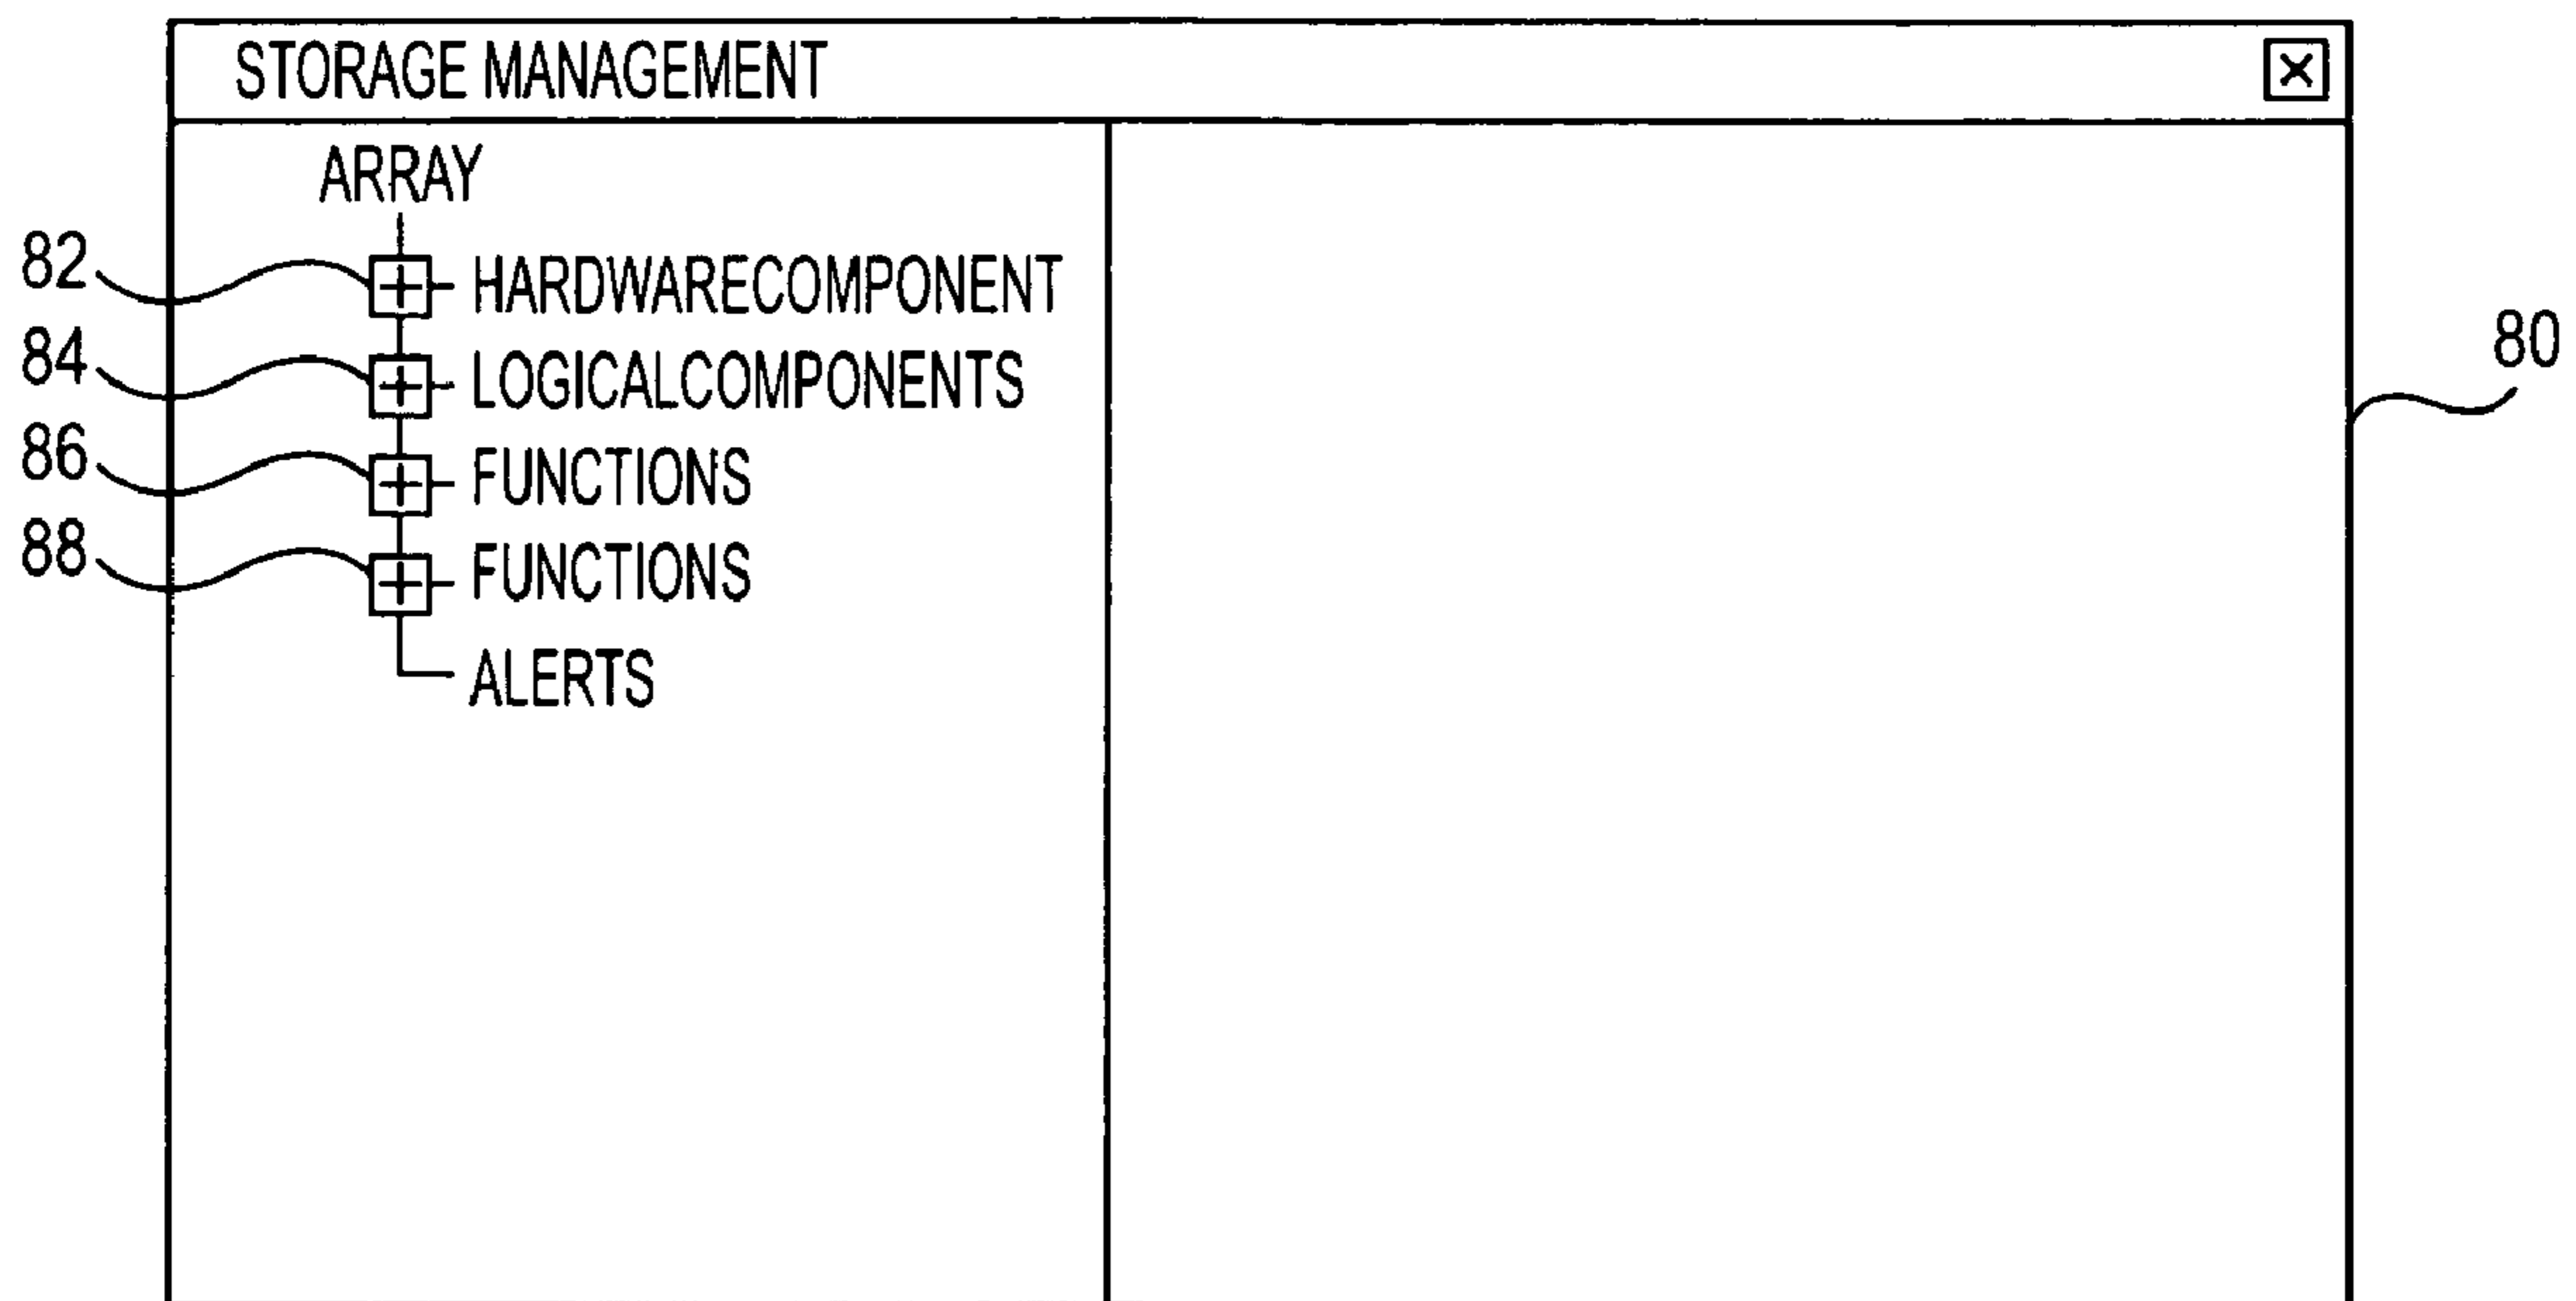 STORAGE MANAGEMENT
ARRAY
82 HARDWARECOMPONENT
84 LOGICALCOMPONENTS
80
86 FUNCTIONS
88 FUNCTIONS
ALERTS